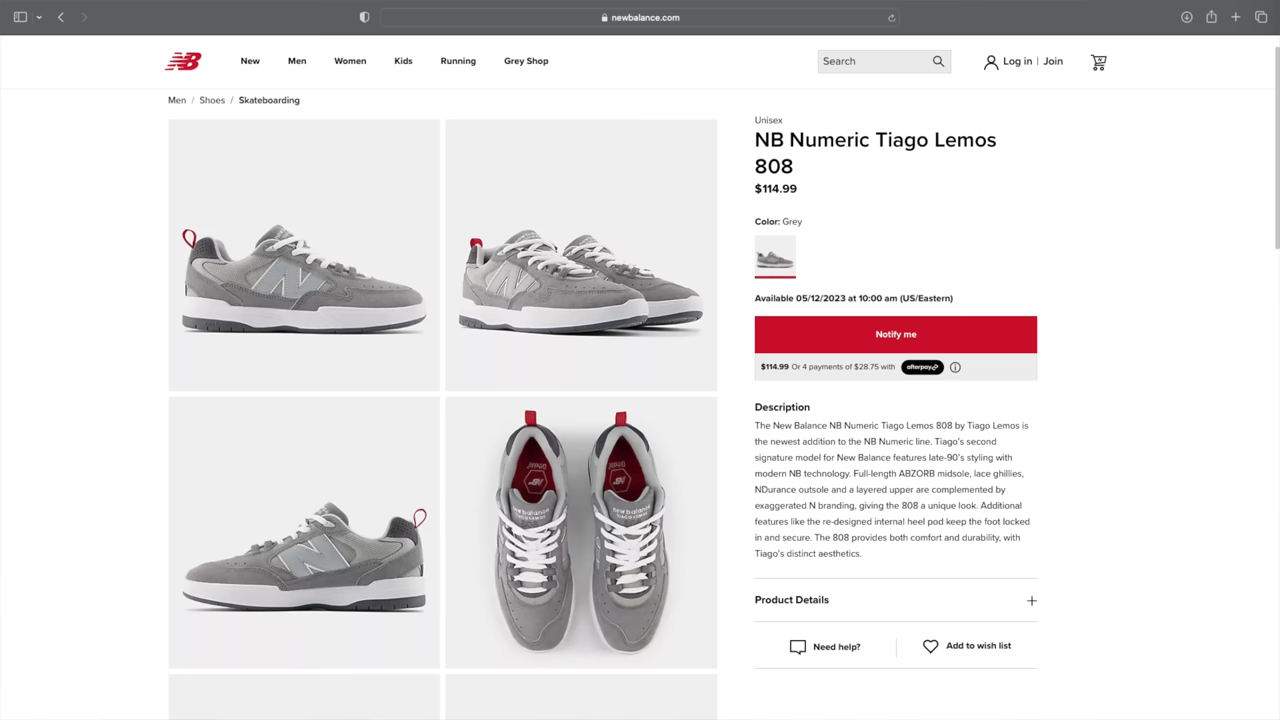 newbalance.com
NB
New Men Women Kids Running Grey Shop
Search
Log in | Join
Men / Shoes / Skateboarding
Unisex
NB Numeric Tiago Lemos
808
$114.99
Color: Grey
Available 05/12/2023 at 10:00 am (US/Eastern)
Notify me
$114.99 Or 4 payments of $28.75 with afterpay
Description
The New Balance NB Numeric Tiago Lemos 808 by Tiago Lemos is
the newest addition to the NB Numeric line. Tiago's second
signature model for New Balance features late-90's styling with
modern NB technology. Full-length ABZORB midsole, lace ghillies,
NDurance outsole and a layered upper are complemented by
exaggerated N branding, giving the 808 a unique look. Additional
features like the re-designed internal heel pod keep the foot locked
in and secure. The 808 provides both comfort and durability, with
Tiago's distinct aesthetics.
Product Details
Need help?
Add to wish list
N
N
N
new balance
new balance